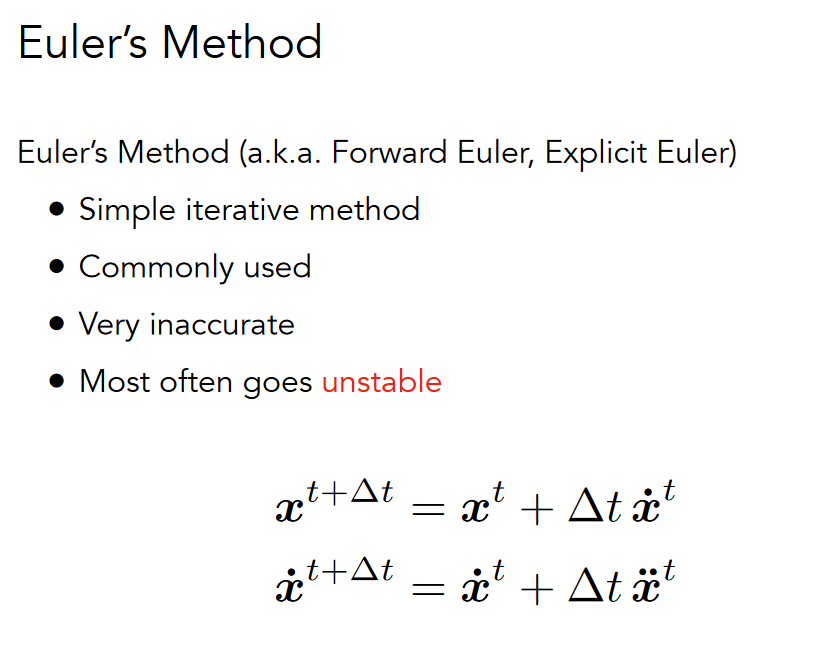 Euler’s Method
Euler’s Method (a.k.a. Forward Euler, Explicit Euler)
• Simple iterative method
• Commonly used
• Very inaccurate
• Most often goes unstable
$\boldsymbol{x}^{t+\Delta t} = \boldsymbol{x}^{t} + \Delta t\,\dot{\boldsymbol{x}}^{t}$
$\dot{\boldsymbol{x}}^{t+\Delta t} = \dot{\boldsymbol{x}}^{t} + \Delta t\,\ddot{\boldsymbol{x}}^{t}$